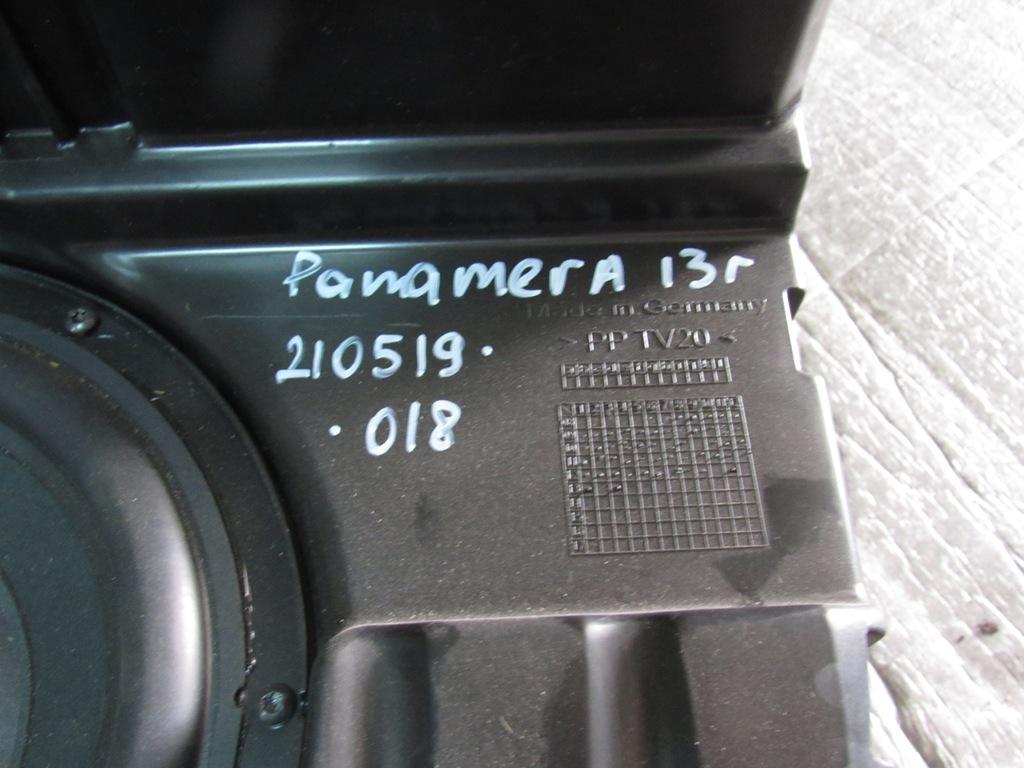 PanamerA 13г
Made in Germany
210519.
> PP TV20 <
. 018